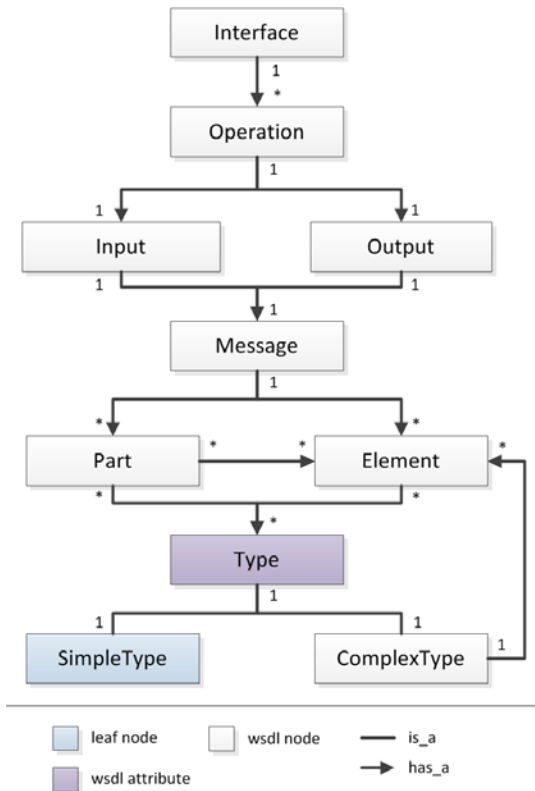 Interface
1
*
Operation
1
1
1
Input
Output
1
1
1
Message
1
*
*
Part
*
*
Element
*
*
*
*
Type
1
1
1
SimpleType
ComplexType
1
leaf node
wsdl node
is_a
wsdl attribute
has_a